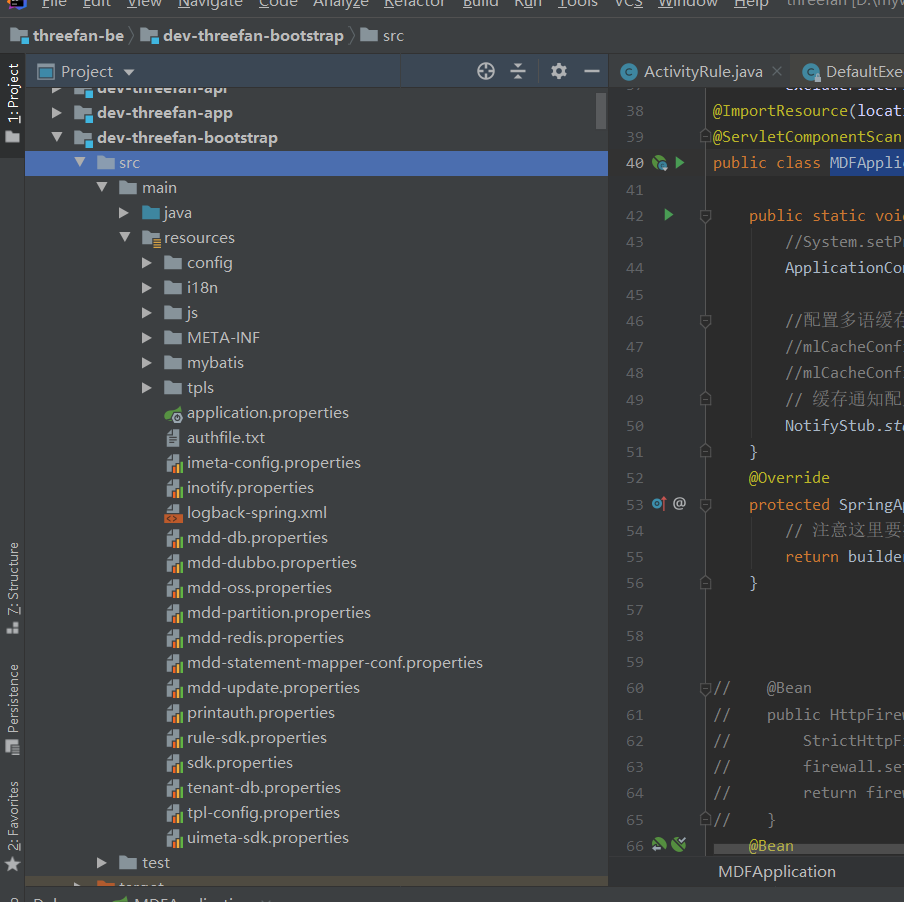 File Edit View Navigate Code Analyze Refactor Build Run Tools VCS Window Help threefan [D:\myw
threefan-be dev-threefan-bootstrap src
1: Project
Project
ActivityRule.java
DefaultExe
dev-threefan-api
dev-threefan-app
dev-threefan-bootstrap
src
main
java
resources
config
i18n
js
META-INF
mybatis
tpls
application.properties
authfile.txt
imeta-config.properties
inotify.properties
logback-spring.xml
mdd-db.properties
mdd-dubbo.properties
mdd-oss.properties
mdd-partition.properties
mdd-redis.properties
mdd-statement-mapper-conf.properties
mdd-update.properties
printauth.properties
rule-sdk.properties
sdk.properties
tenant-db.properties
tpl-config.properties
uimeta-sdk.properties
test
target
7: Structure
Persistence
2: Favorites
37 excludeFilter
38 @ImportResource(locat
39 @ServletComponentScan
40 public class MDFApplic
41
42 public static voi
43 //System.setP
44 ApplicationCo
45
46 //配置多语缓存
47 //mlCacheConf
48 //mlCacheConf
49 // 缓存通知配
50 NotifyStub.st
51 }
52 @Override
53 @ protected SpringA
54 // 注意这里要
55 return builde
56 }
57
58
59
60 // @Bean
61 // public HttpFirew
62 // StrictHttpF
63 // firewall.se
64 // return firew
65 // }
66 @Bean
MDFApplication
MDFApplication